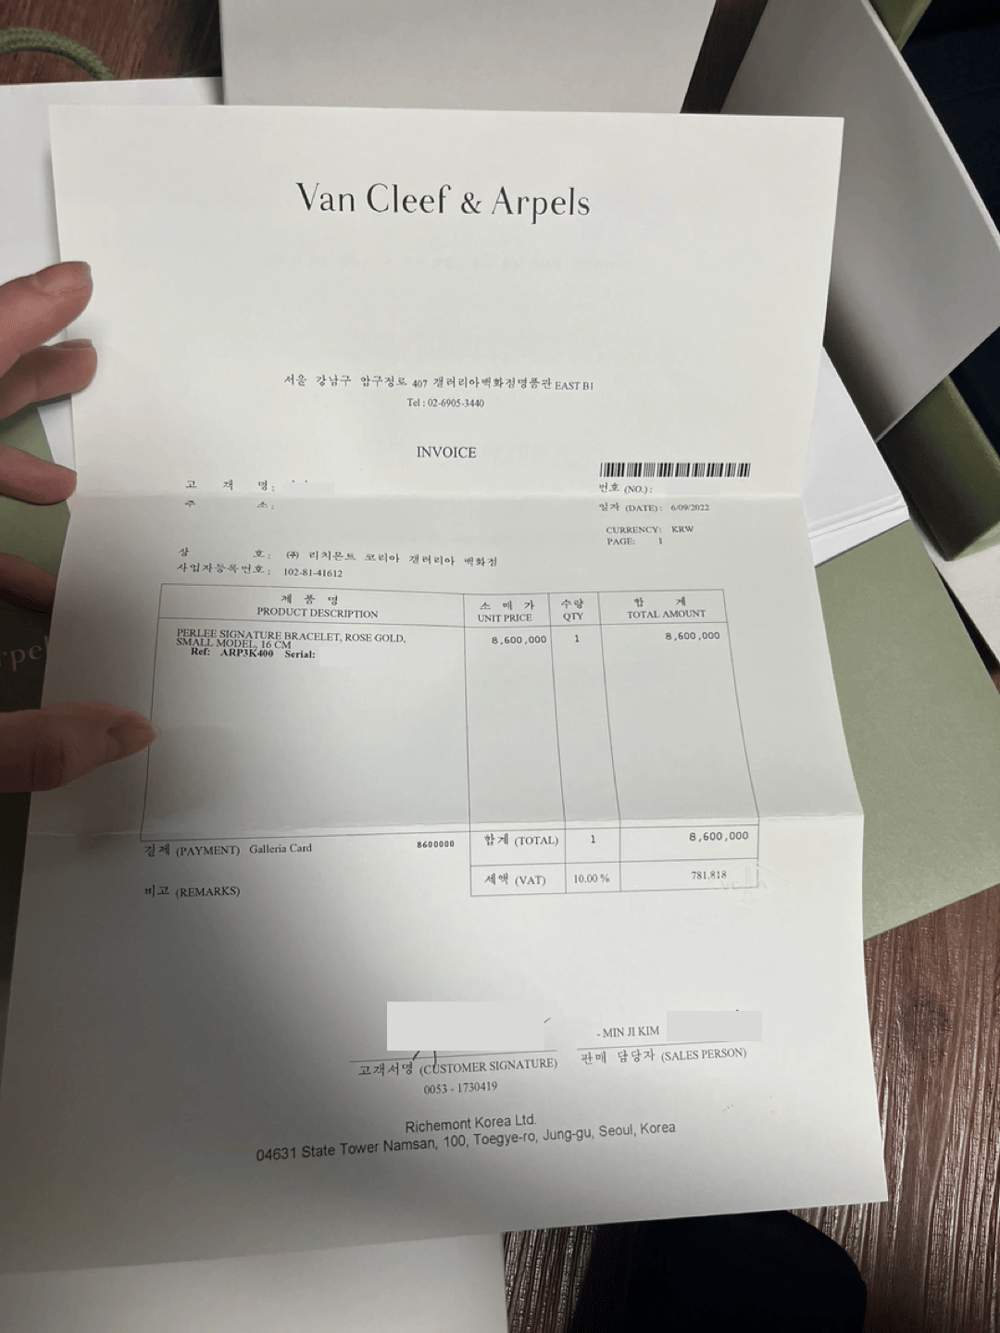 Van Cleef & Arpels
서울 강남구 압구정로 407 갤러리아백화점명품관 EAST B1
Tel : 02-6905-3440
INVOICE
고 객 명 :
주 소 :
번호 (NO.) :
일자 (DATE) : 6/09/2022
CURRENCY: KRW
PAGE: 1
상 호 : (주) 리치몬트 코리아 갤러리아 백화점
사업자등록번호 : 102-81-41612
제 품 명 소 매 가 수량 합 계
PRODUCT DESCRIPTION UNIT PRICE QTY TOTAL AMOUNT
PERLEE SIGNATURE BRACELET, ROSE GOLD, 8,600,000 1 8,600,000
SMALL MODEL, 16 CM
Ref: ARP3K400 Serial:
결제 (PAYMENT) Galleria Card 8600000 합계 (TOTAL) 1 8,600,000
세액 (VAT) 10.00 % 781,818
비고 (REMARKS)
- MIN JI KIM
고객서명 (CUSTOMER SIGNATURE) 판매 담당자 (SALES PERSON)
0053 - 1730419
Richemont Korea Ltd.
04631 State Tower Namsan, 100, Toegye-ro, Jung-gu, Seoul, Korea
rpel